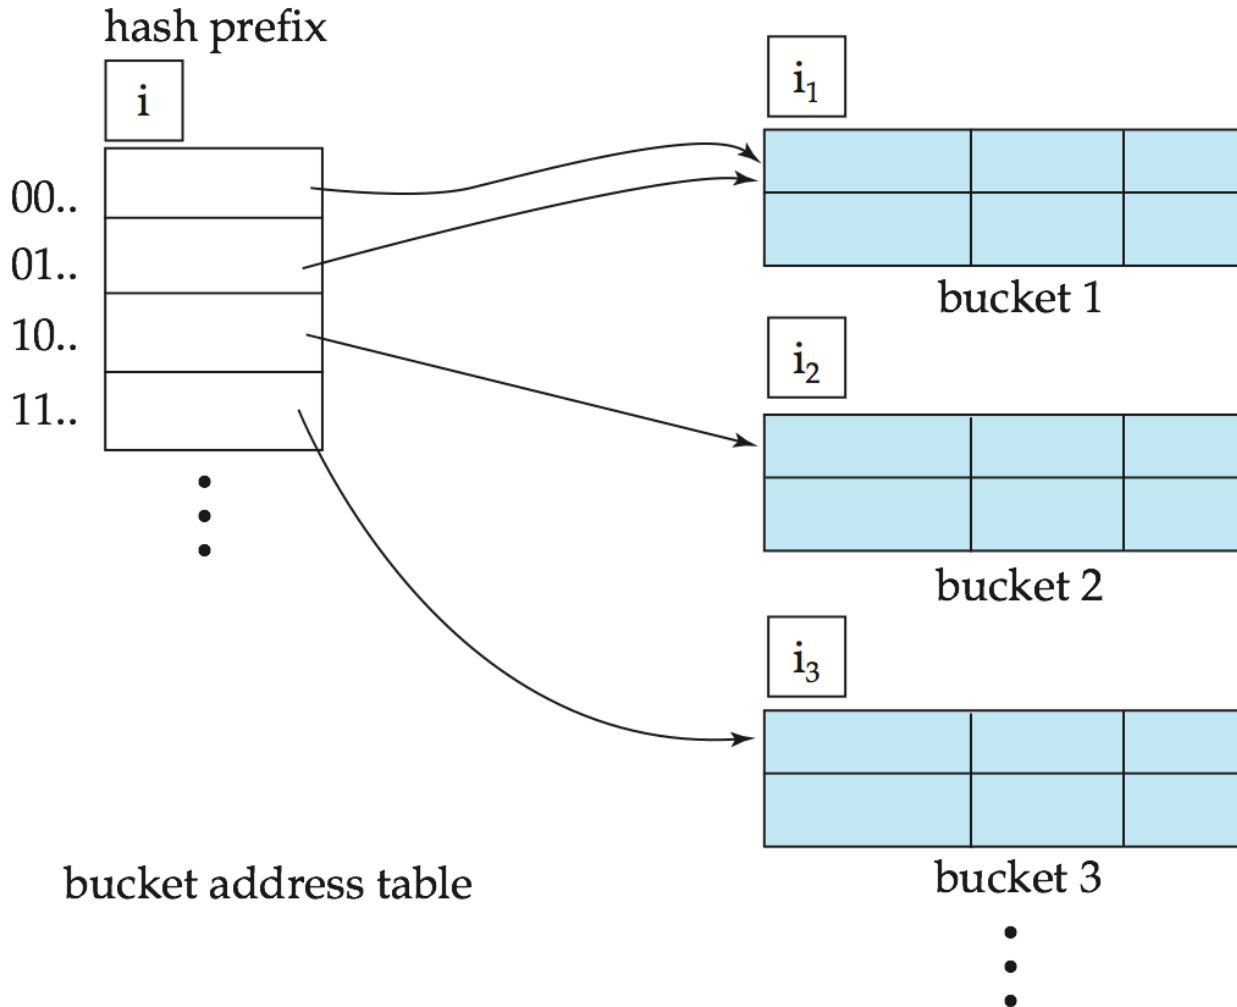 hash prefix
i
00..
01..
10..
11..
bucket address table
i₁
bucket 1
i₂
bucket 2
i₃
bucket 3